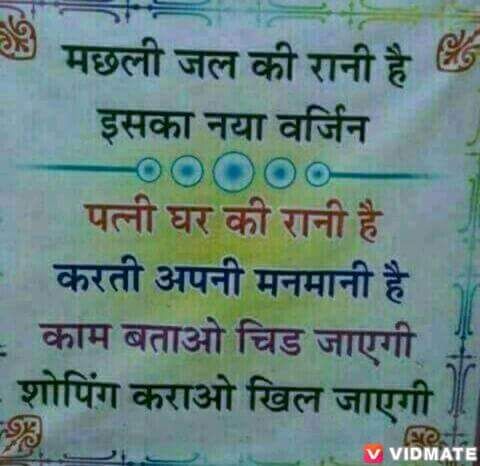 मछली जल की रानी है
इसका नया वर्जिन
पत्नी घर की रानी है
करती अपनी मनमानी है
काम बताओ चिड जाएगी
शोपिंग कराओ खिल जाएगी
VIDMATE